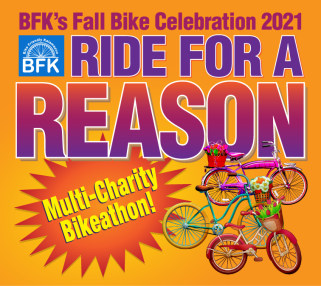 BFK's Fall Bike Celebration 2021
BFK
RIDE FOR A
REASON
Multi-Charity
Bikeathon!